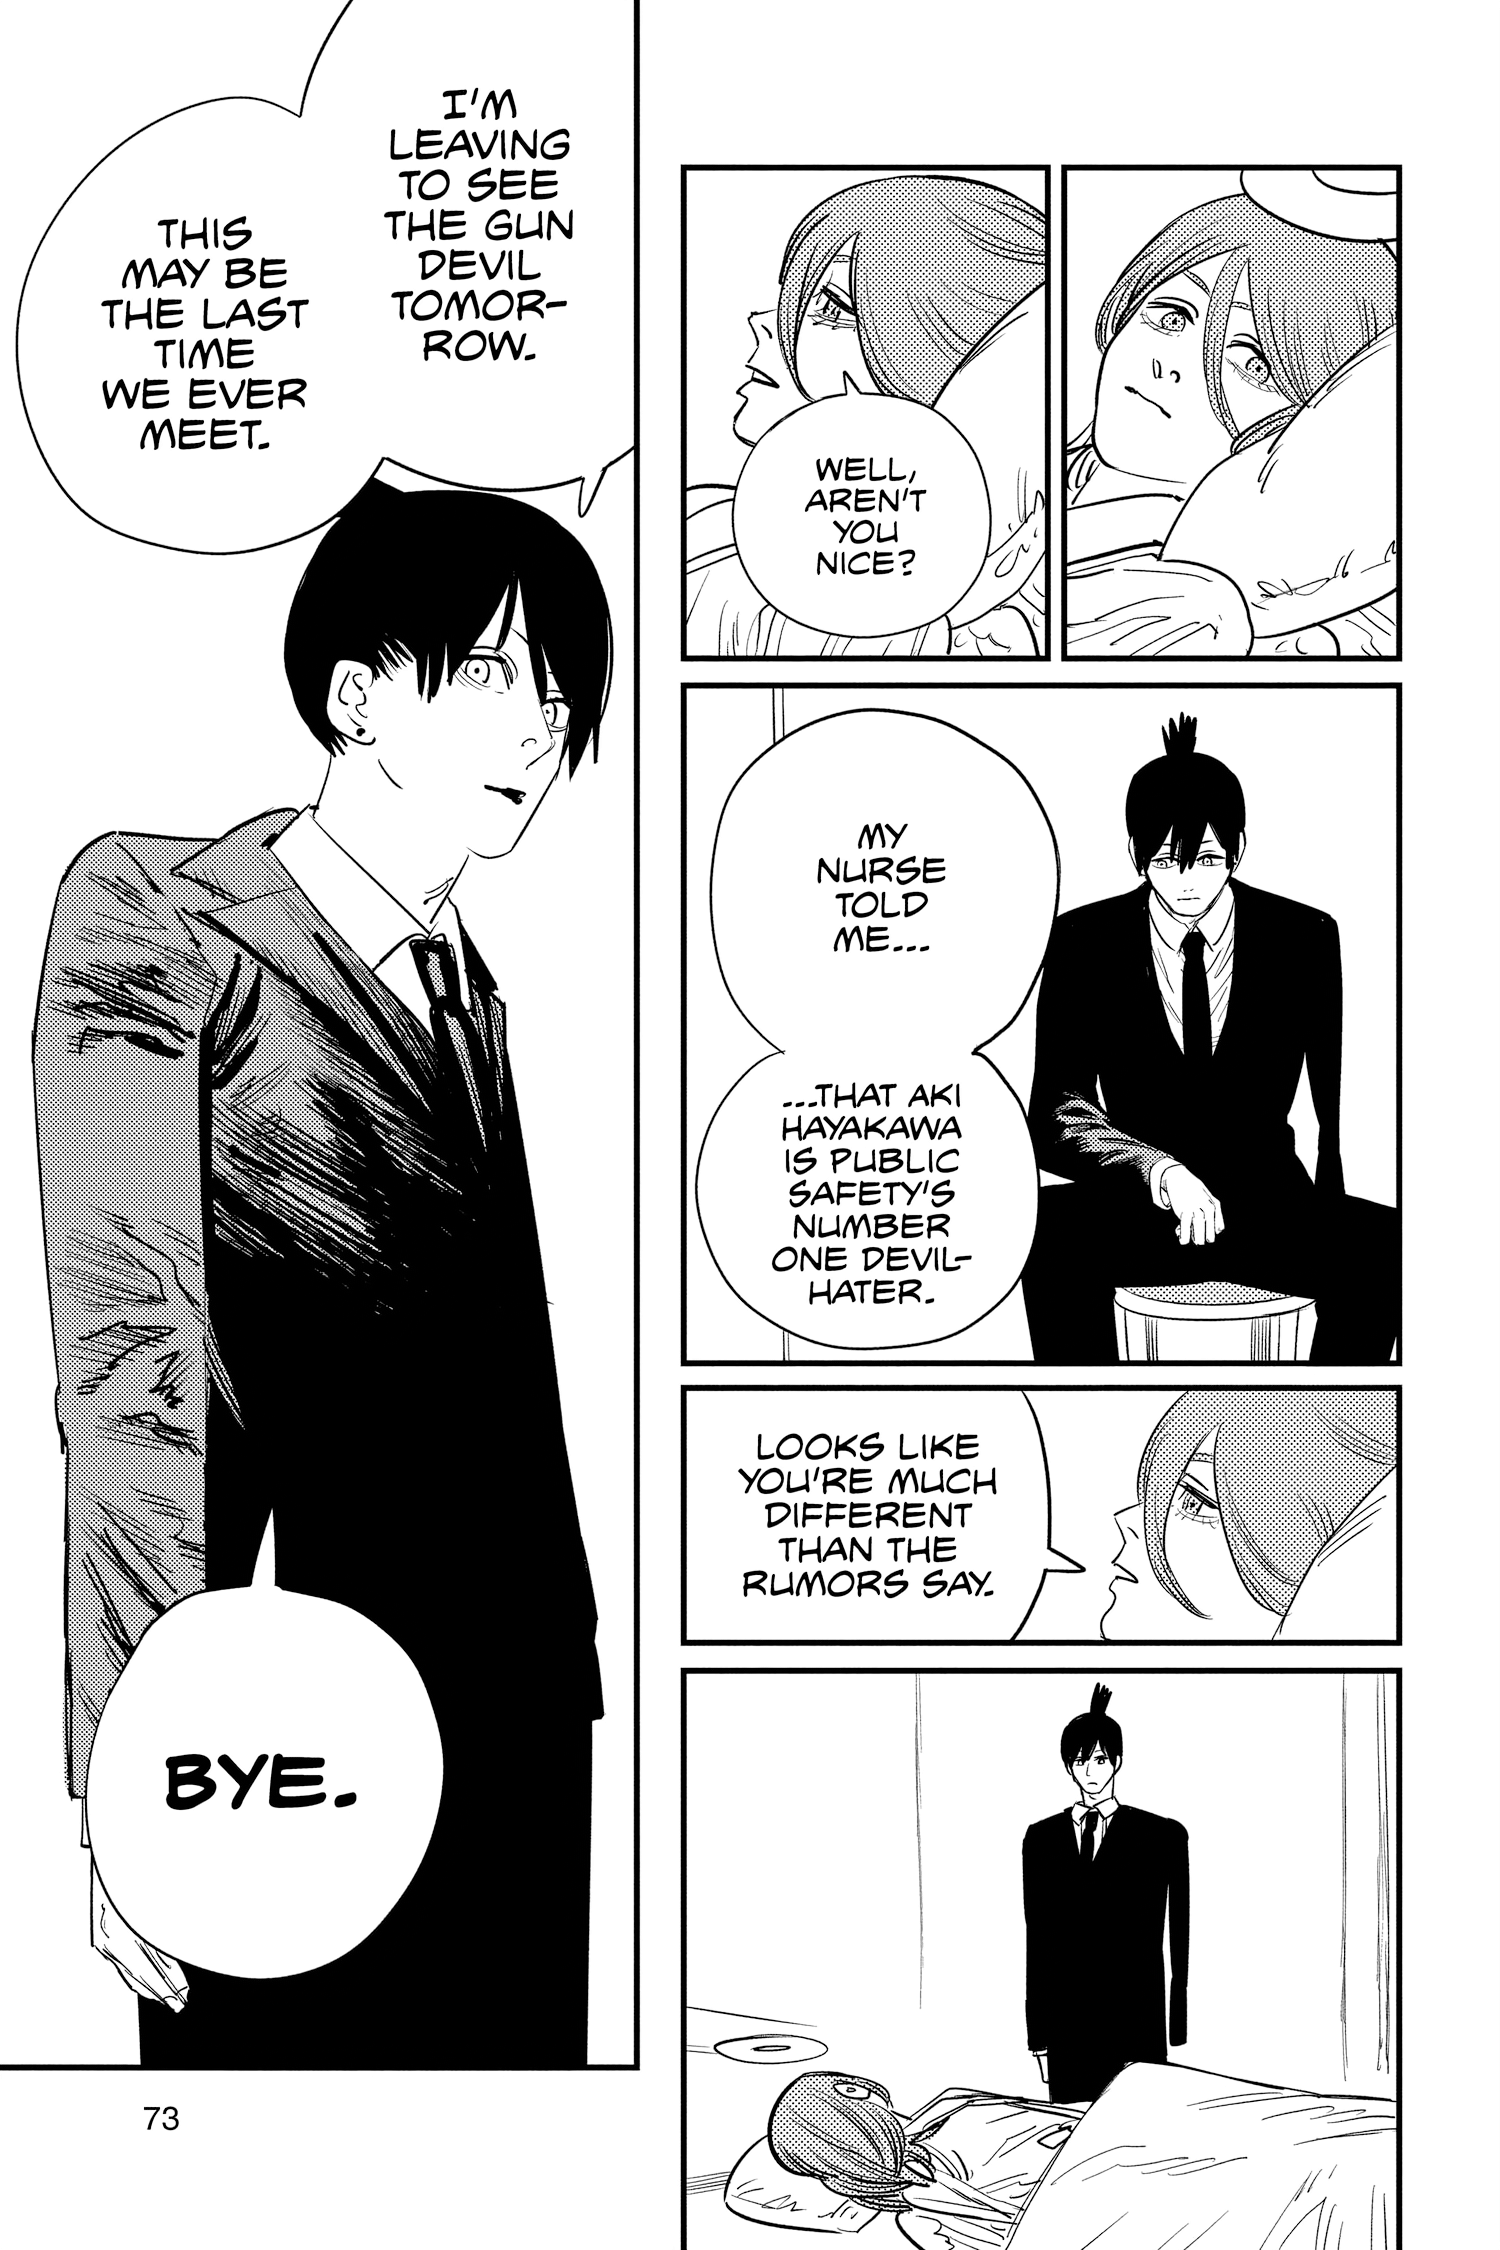 WELL,
AREN'T
YOU
NICE?
MY
NURSE
TOLD
ME...
...THAT AKI
HAYAKAWA
IS PUBLIC
SAFETY'S
NUMBER
ONE DEVIL-
HATER.
LOOKS LIKE
YOU'RE MUCH
DIFFERENT
THAN THE
RUMORS SAY.
I'M
LEAVING
TO SEE
THE GUN
DEVIL
TOMOR-
ROW.
THIS
MAY BE
THE LAST
TIME
WE EVER
MEET.
BYE.
73